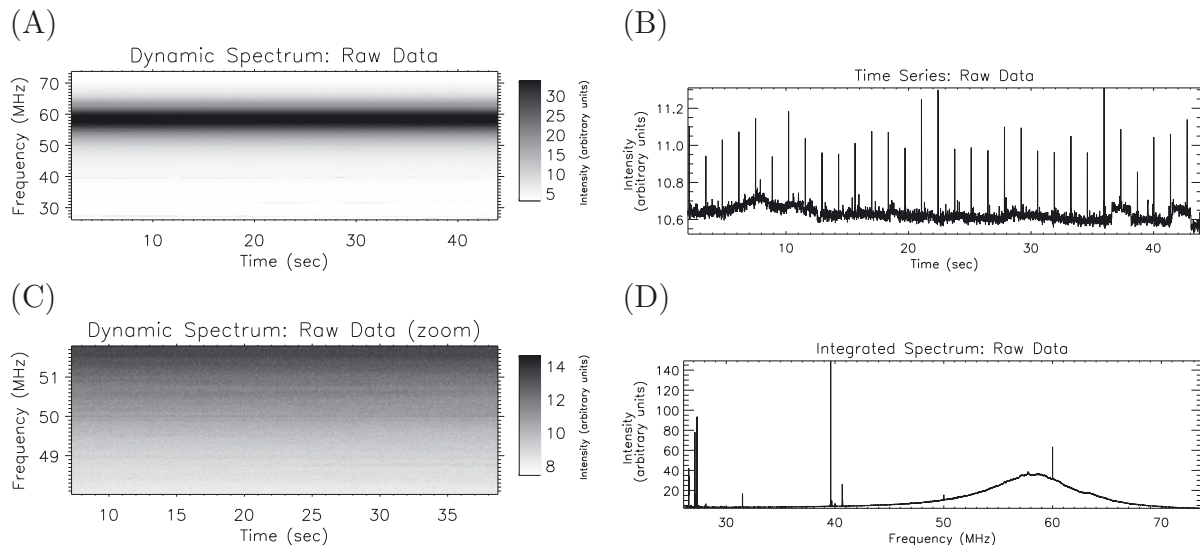 (A)
Dynamic Spectrum: Raw Data
Frequency (MHz)
70
60
50
40
30
10 20 30 40
Time (sec)
30
25
20
15
10
5
Intensity (arbitrary units)
(B)
Time Series: Raw Data
Intensity
(arbitrary units)
11.2
11.0
10.8
10.6
10 20 30 40
Time (sec)
(C)
Dynamic Spectrum: Raw Data (zoom)
Frequency (MHz)
51
50
49
10 15 20 25 30 35
Time (sec)
14
12
10
8
Intensity (arbitrary units)
(D)
Integrated Spectrum: Raw Data
Intensity
(arbitrary units)
140
120
100
80
60
40
20
30 40 50 60 70
Frequency (MHz)